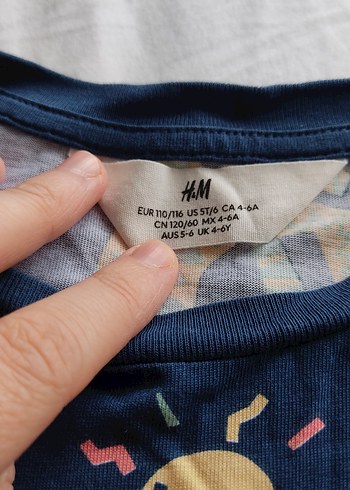 H&M
EUR 110/116 US 5T/6 CA 4-6A
CN 120/60 MX 4-6A
AUS 5-6 UK 4-6Y